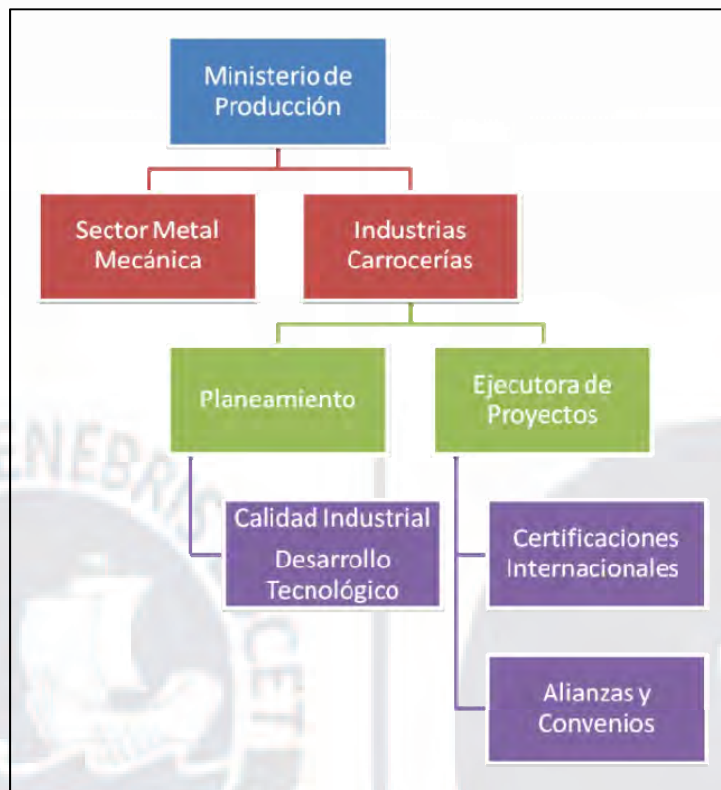 Ministerio de
Producción
Sector Metal
Mecánica
Industrias
Carrocerías
Planeamiento
Ejecutora de
Proyectos
Calidad Industrial
Desarrollo
Tecnológico
Certificaciones
Internacionales
Alianzas y
Convenios